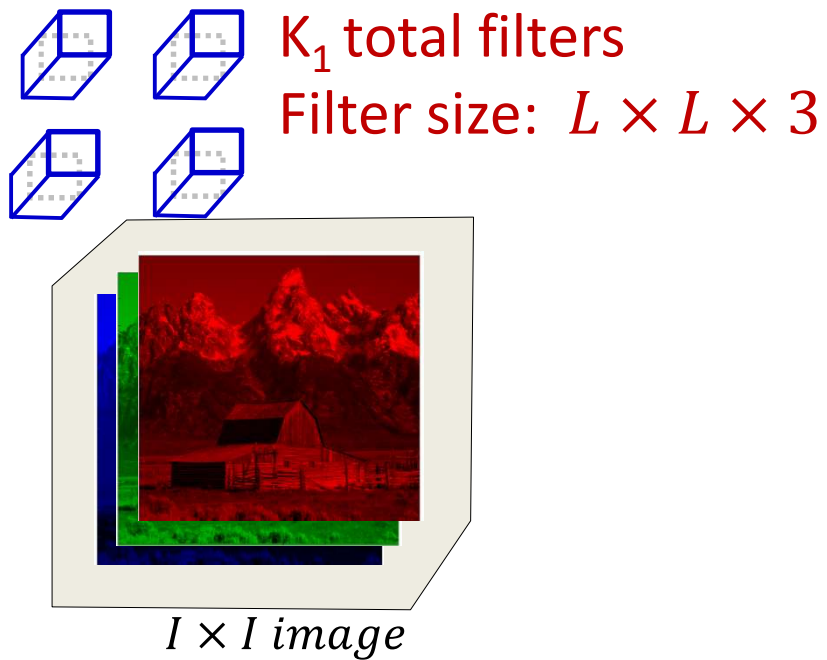 K₁ total filters
Filter size: L × L × 3
I × I image